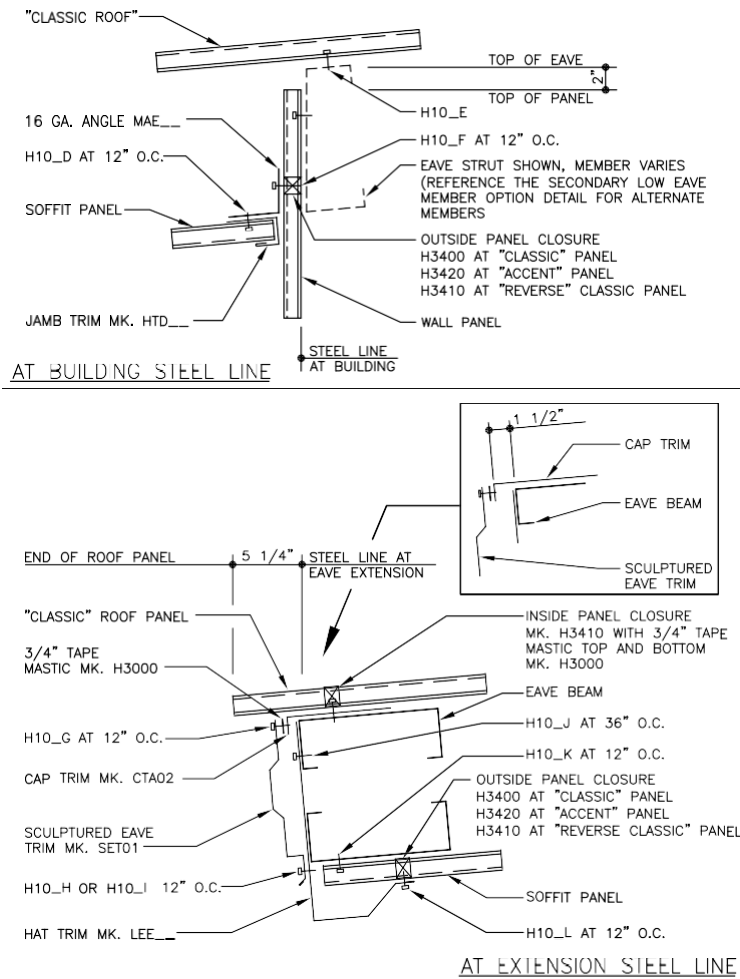 "CLASSIC ROOF"
TOP OF EAVE
2"
TOP OF PANEL
H10_E
16 GA. ANGLE MAE__
H10_F AT 12" O.C.
H10_D AT 12" O.C.
EAVE STRUT SHOWN, MEMBER VARIES
(REFERENCE THE SECONDARY LOW EAVE
MEMBER OPTION DETAIL FOR ALTERNATE
MEMBERS
SOFFIT PANEL
OUTSIDE PANEL CLOSURE
H3400 AT "CLASSIC" PANEL
H3420 AT "ACCENT" PANEL
H3410 AT "REVERSE" CLASSIC PANEL
JAMB TRIM MK. HTD__
WALL PANEL
STEEL LINE
AT BUILDING
AT BUILDING STEEL LINE
1 1/2"
CAP TRIM
EAVE BEAM
SCULPTURED
EAVE TRIM
END OF ROOF PANEL
5 1/4"
STEEL LINE AT
EAVE EXTENSION
"CLASSIC" ROOF PANEL
INSIDE PANEL CLOSURE
MK. H3410 WITH 3/4" TAPE
MASTIC TOP AND BOTTOM
MK. H3000
3/4" TAPE
MASTIC MK. H3000
EAVE BEAM
H10_G AT 12" O.C.
H10_J AT 36" O.C.
H10_K AT 12" O.C.
CAP TRIM MK. CTA02
OUTSIDE PANEL CLOSURE
H3400 AT "CLASSIC" PANEL
H3420 AT "ACCENT" PANEL
H3410 AT "REVERSE CLASSIC" PANEL
SCULPTURED EAVE
TRIM MK. SET01
H10_H OR H10_I 12" O.C.
SOFFIT PANEL
HAT TRIM MK. LEE__
H10_L AT 12" O.C.
AT EXTENSION STEEL LINE